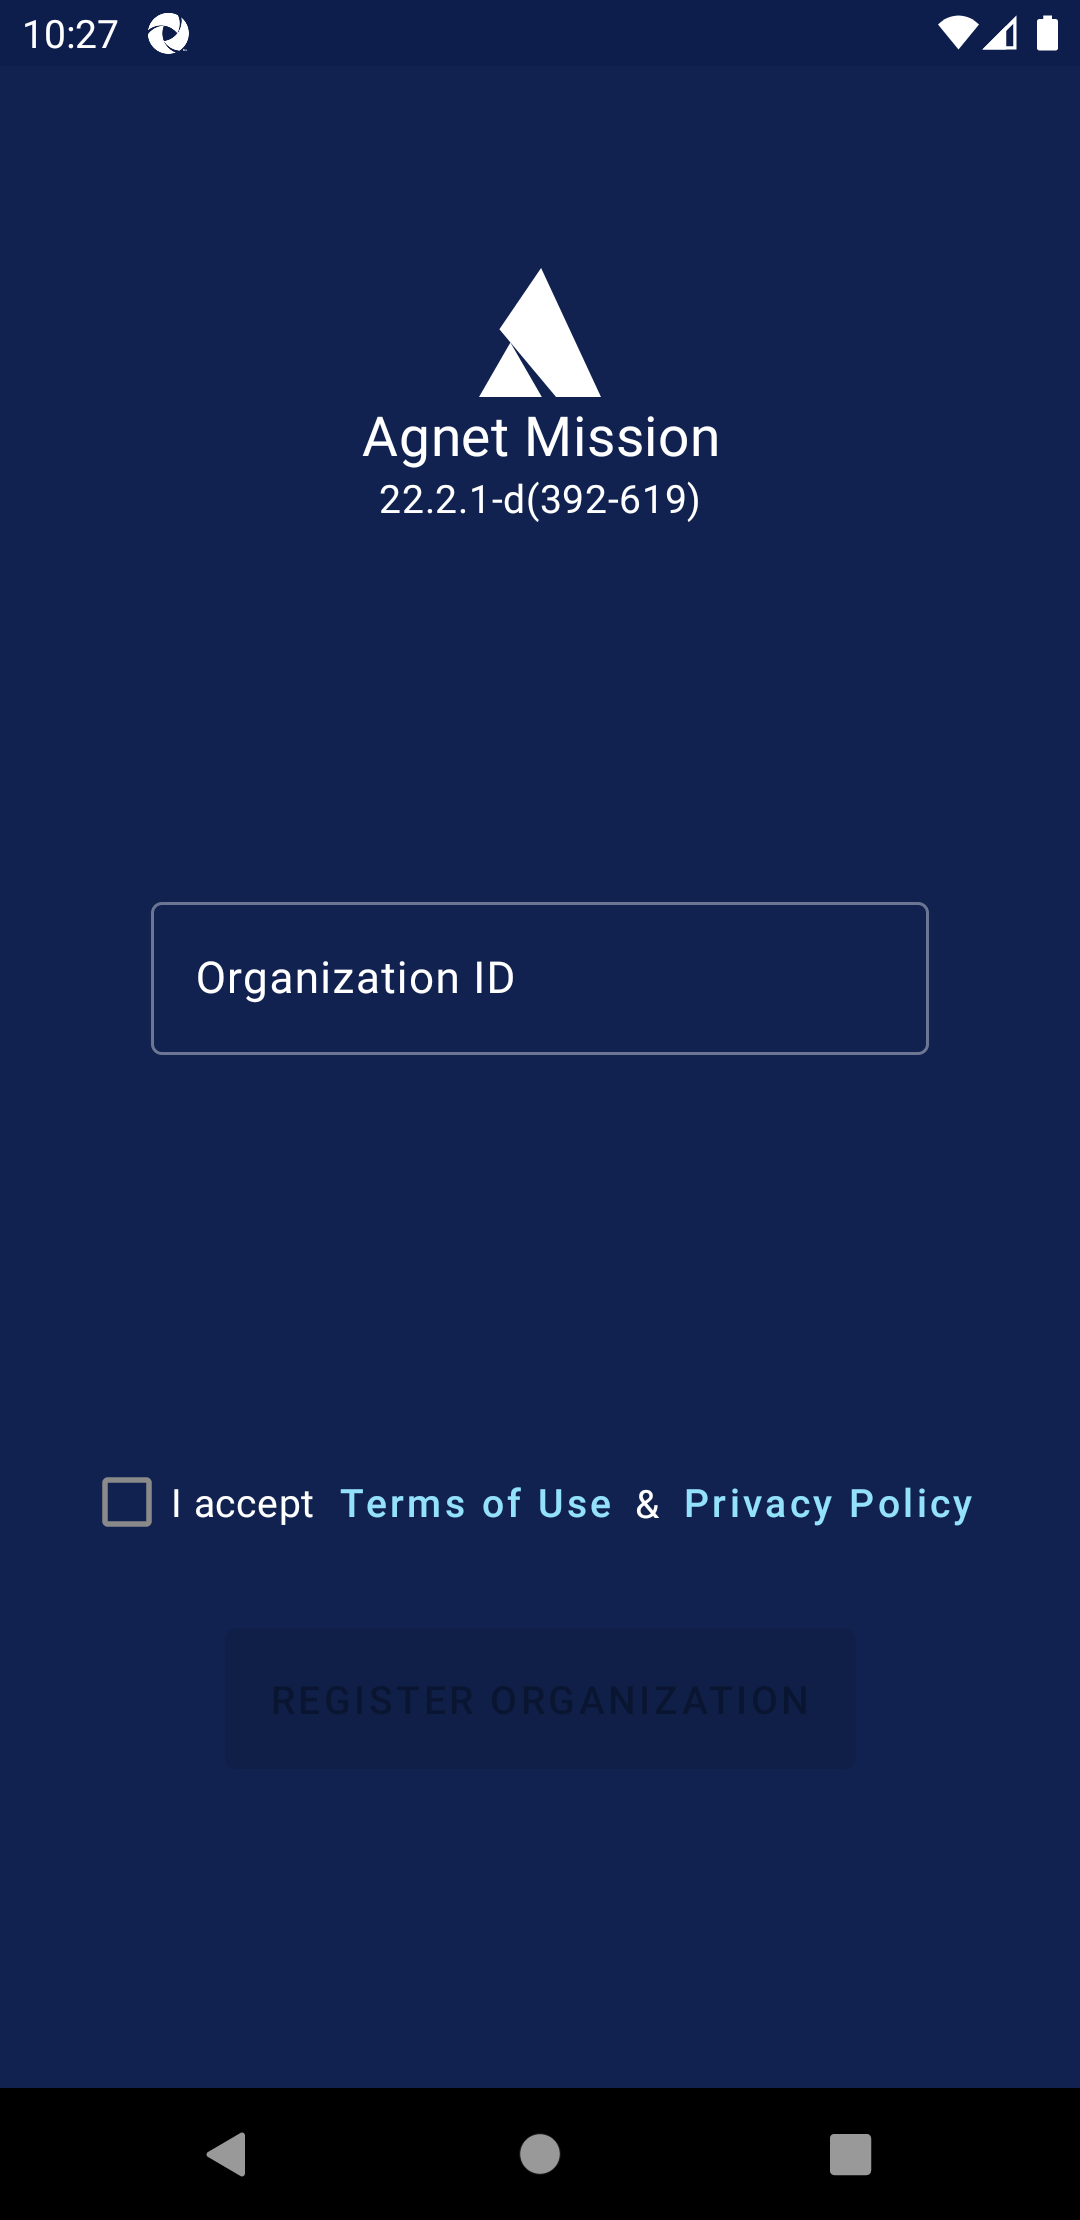 10:27
Agnet Mission
22.2.1-d(392-619)
Organization ID
I accept Terms of Use & Privacy Policy
REGISTER ORGANIZATION